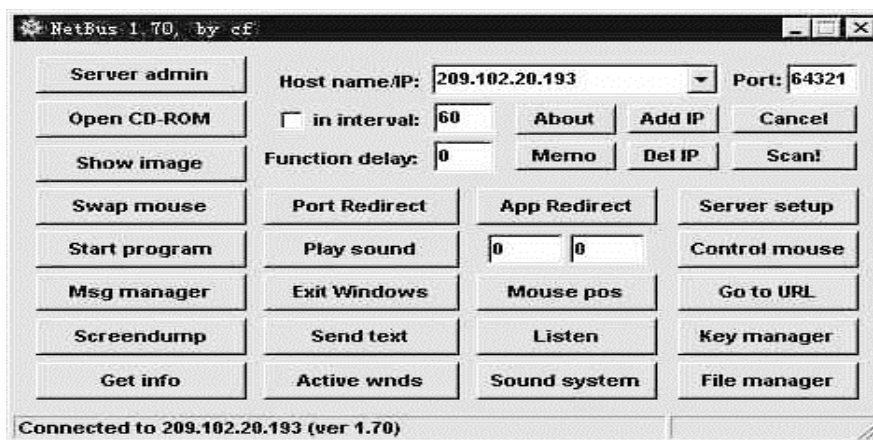 NetBus 1.70, by cf
Server admin
Host name/IP: 209.102.20.193 Port: 64321
Open CD-ROM
in interval: 60 About Add IP Cancel
Show image
Function delay: 0 Memo Del IP Scan!
Swap mouse Port Redirect App Redirect Server setup
Start program Play sound 0 0 Control mouse
Msg manager Exit Windows Mouse pos Go to URL
Screendump Send text Listen Key manager
Get info Active wnds Sound system File manager
Connected to 209.102.20.193 (ver 1.70)